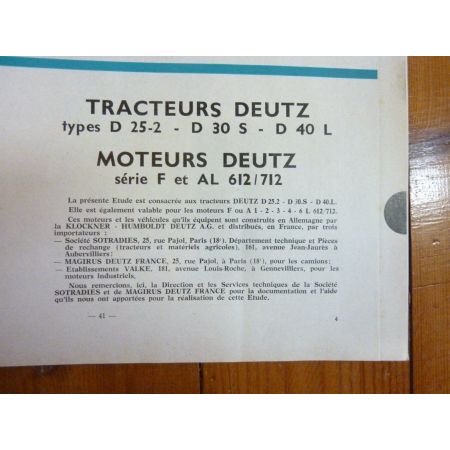 TRACTEURS DEUTZ
types D 25-2 - D 30 S - D 40 L
MOTEURS DEUTZ
série F et AL 612/712
La présente Etude est consacrée aux tracteurs DEUTZ D 25.2 - D 30.S - D 40.L.
Elle est également valable pour les moteurs F ou A 1 - 2 - 3 - 4 - 6 L 612/712.
Ces moteurs et les véhicules qu'ils équipent sont construits en Allemagne par
la KLOCKNER - HUMBOLDT DEUTZ A.G. et distribués, en France, par trois
importateurs :
— Société SOTRADIES, 25, rue Pajol, Paris (18e), Département technique et Pièces
de rechange (tracteurs et matériels agricoles), 161, avenue Jean-Jaurès à
Aubervilliers ;
— MAGIRUS DEUTZ FRANCE, 25, rue Pajol, à Paris (18e), pour les camions ;
— Etablissements VALKE, 181, avenue Louis-Roche, à Gennevilliers, pour les
moteurs industriels.
Nous remercions, ici, la Direction et les Services techniques de la Société
SOTRADIES et de MAGIRUS DEUTZ FRANCE pour la documentation et l'aide
qu'ils nous ont apportées pour la réalisation de cette Etude.
— 41 —
4